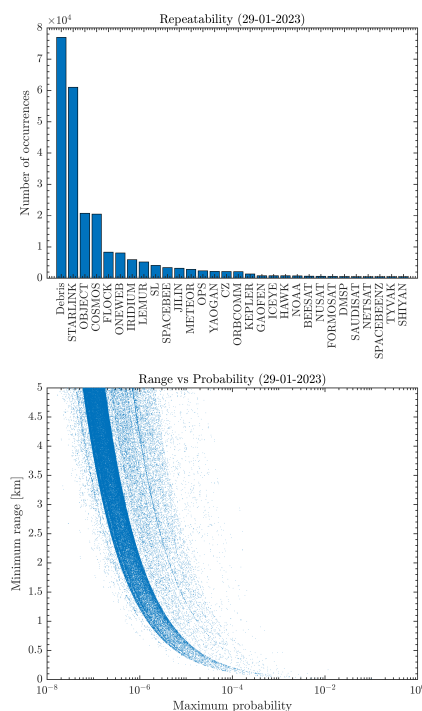 Repeatability (29-01-2023)
×10⁴
8
7
6
5
4
3
2
1
0
Number of occurrences
Debris
STARLINK
OBJECT
COSMOS
FLOCK
ONEWEB
IRIDIUM
LEMUR
SL
SPACEBEE
JILIN
METEOR
OPS
YAOGAN
CZ
ORBCOMM
KEPLER
GAOFEN
ICEYE
HAWK
NOAA
BEESAT
NUSAT
FORMOSAT
DMSP
SAUDISAT
NETSAT
SPACEBEENZ
TYVAK
SHIYAN
Range vs Probability (29-01-2023)
5
4.5
4
3.5
3
2.5
2
1.5
1
0.5
0
Minimum range [km]
10⁻⁸ 10⁻⁶ 10⁻⁴ 10⁻² 10⁰
Maximum probability